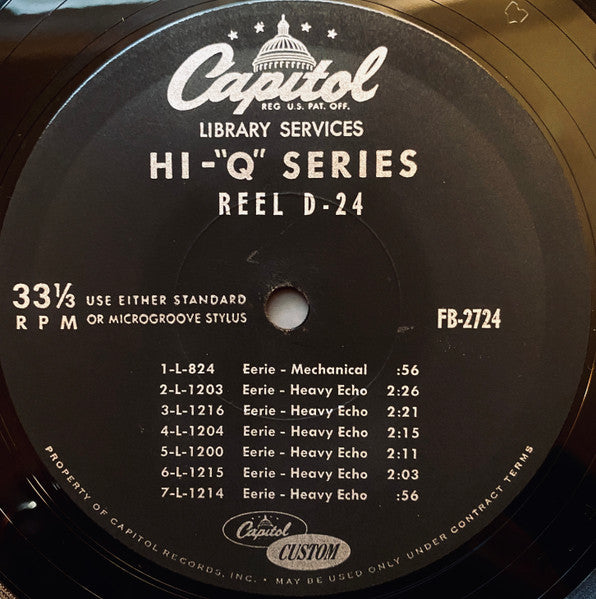 Capitol
REG U.S. PAT. OFF.
LIBRARY SERVICES
HI-"Q" SERIES
REEL D-24
33⅓ RPM
USE EITHER STANDARD
OR MICROGROOVE STYLUS
FB-2724
1-L-824 Eerie - Mechanical :56
2-L-1203 Eerie - Heavy Echo 2:26
3-L-1216 Eerie - Heavy Echo 2:21
4-L-1204 Eerie - Heavy Echo 2:15
5-L-1200 Eerie - Heavy Echo 2:11
6-L-1215 Eerie - Heavy Echo 2:03
7-L-1214 Eerie - Heavy Echo :56
Capitol
CUSTOM
PROPERTY OF CAPITOL RECORDS, INC. • MAY BE USED ONLY UNDER CONTRACT TERMS